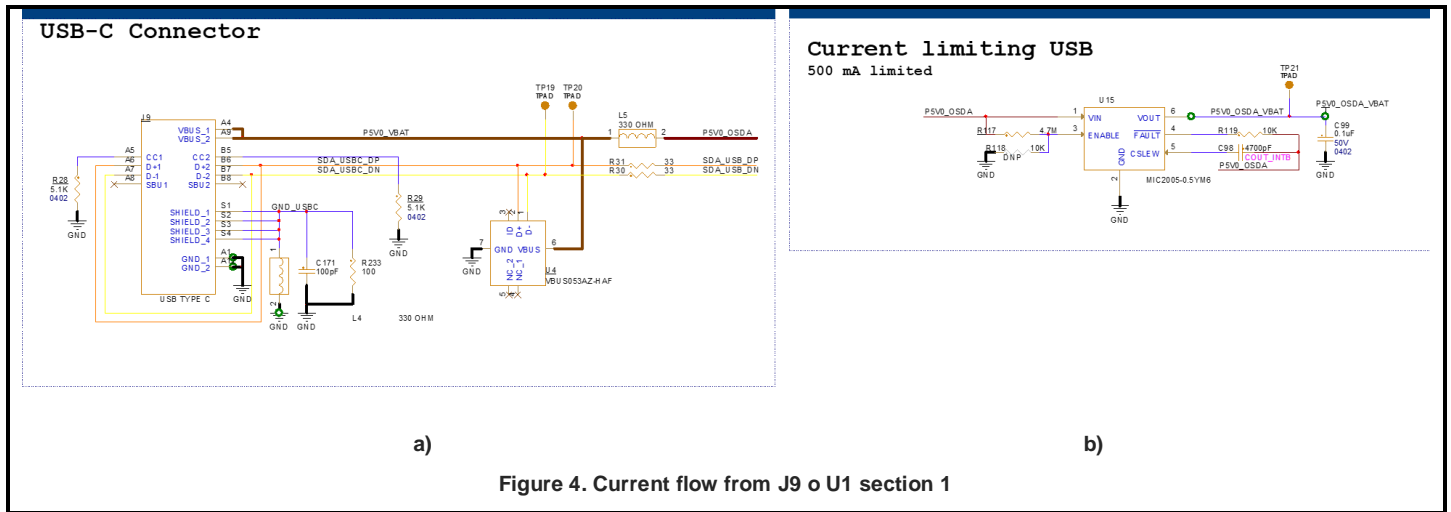 USB-C Connector
J9
VBUS_1
VBUS_2
CC1
D+1
D-1
SBU1
CC2
D+2
D-2
SBU2
SHIELD_1
SHIELD_2
SHIELD_3
SHIELD_4
GND_1
GND_2
USB TYPE C
A4
A9
A5
A6
A7
A8
B5
B6
B7
B8
S1
S2
S3
S4
A1
R28
5.1K
0402
GND
P5V0_VBAT
SDA_USBC_DP
SDA_USBC_DN
GND_USBC
R29
5.1K
0402
GND
GND
1
2
GND
C171
100pF
R233
100
GND
L4
330 OHM
TP19
TPAD
TP20
TPAD
L5
330 OHM
1
2
P5V0_OSDA
R31
33
SDA_USB_DP
R30
33
SDA_USB_DN
3
2
1
ID
D+
D-
7
GND VBUS
6
GND
NC_2
NC_1
5
4
U4
VBUS053AZ-HAF
a)
Current limiting USB
500 mA limited
P5V0_OSDA
U15
1
VIN
VOUT
6
3
ENABLE
FAULT
4
CSLEW
5
GND
2
MIC2005-0.5YM6
GND
R117
4.7M
R118
10K
DNP
GND
P5V0_OSDA_VBAT
TP21
TPAD
P5V0_OSDA_VBAT
R119
10K
C98
4700pF
COUT_INTB
P5V0_OSDA
C99
0.1uF
50V
0402
GND
b)
Figure 4. Current flow from J9 o U1 section 1